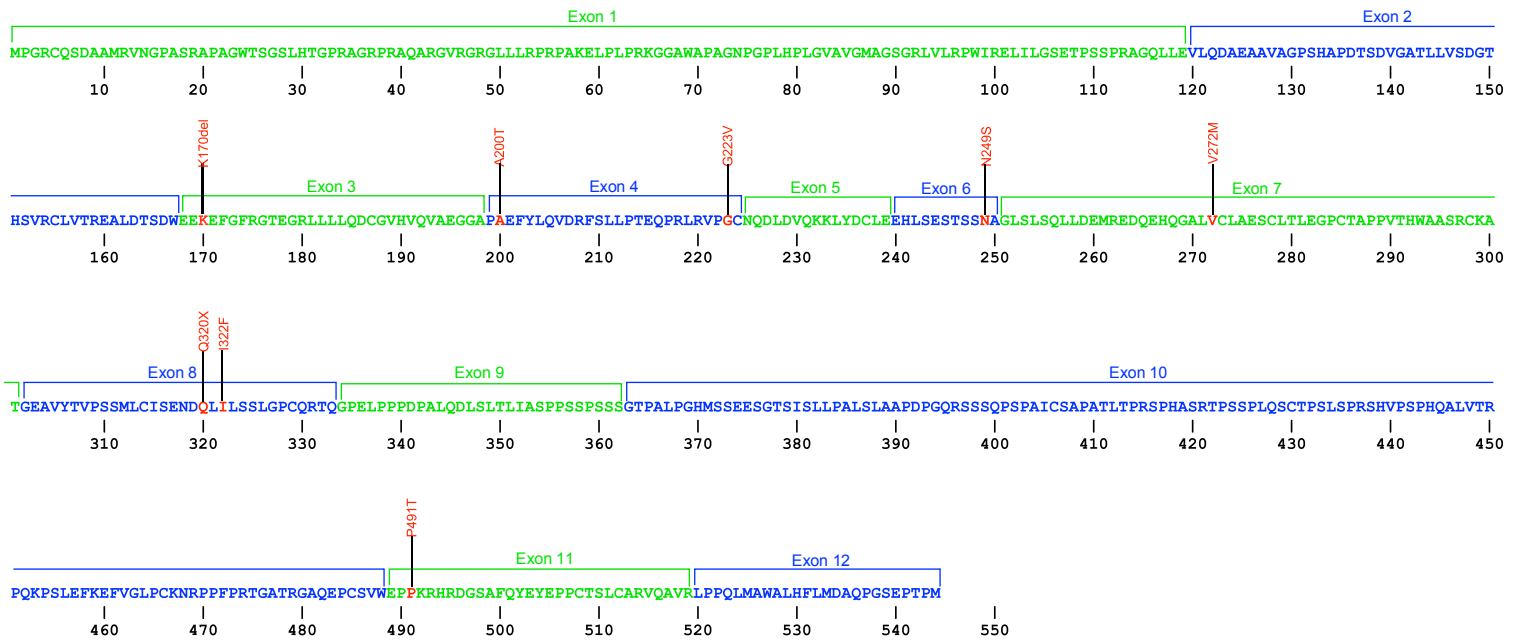 Exon 1 Exon 2
MPGRCQSDAAMRVNGPASRAPAGWTSGSLHTGPRAGRPRAQARGVRGRGLLLRPRPAKELPLPRKGGAWAPAGNPGPLHPLGVAVGMAGSGRLVLRPWIRELILGSETPSSPRAGQLLEVLQDAEAAVAGPSHAPDTSDVGATLLVSDGT
10 20 30 40 50 60 70 80 90 100 110 120 130 140 150
K170del A200T G223V N249S V272M
Exon 3 Exon 4 Exon 5 Exon 6 Exon 7
HSVRCLVTREALDTSDWEEKEFGFRGTEGRLLLLQDCGVHVQVAEGGAPAEFYLQVDRFSLLPTEQPRLRVPGCNQDLDVQKKLYDCLEEHLSESTSSNAGLSLSQLLDEMREDQEHQGALVCLAESCLTLEGPCTAPPVTHWAASRCKA
160 170 180 190 200 210 220 230 240 250 260 270 280 290 300
Q320X I322F
Exon 8 Exon 9 Exon 10
TGEAVYTVPSSMLCISENDQLILSSLGPCQRTQGPELPPPDPALQDLSLTLIASPPSSPSSSGTPALPGHMSSEESGTSISLLPALSLAAPDPGQRSSSQPSPAICSAPATLTPRSPHASRTPSSPLQSCTPSLSPRSHVPSPHQALVTR
310 320 330 340 350 360 370 380 390 400 410 420 430 440 450
P491T
Exon 11 Exon 12
PQKPSLEFKEFVGLPCKNRPPFPRTGATRGAQEPCSVWEPPKRHRDGSAFQYEYEPPCTSLCARVQAVRLPPQLMAWALHFLMDAQPGSEPTPM
460 470 480 490 500 510 520 530 540 550